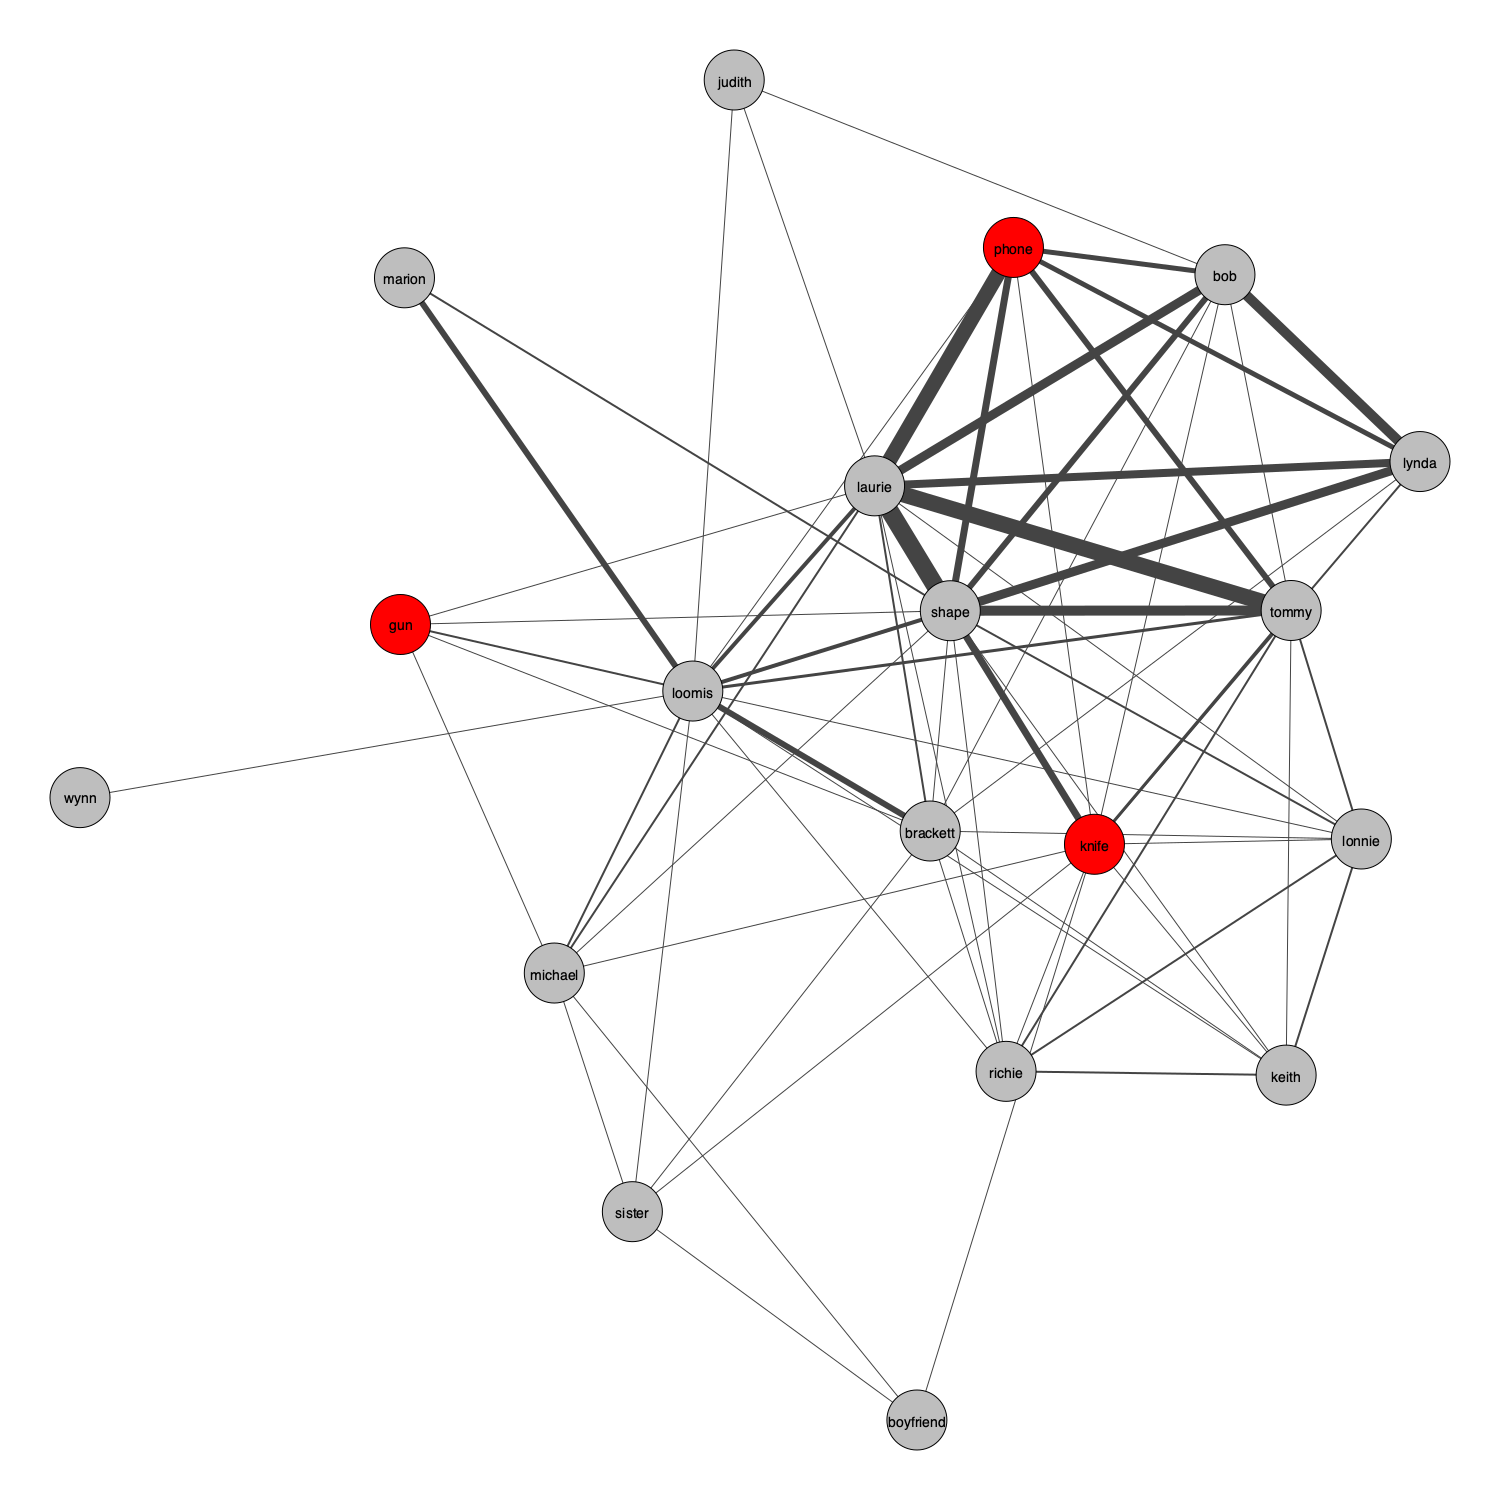 judith
phone
bob
marion
lynda
laurie
shape
tommy
gun
loomis
wynn
brackett
knife
lonnie
michael
richie
keith
sister
boyfriend